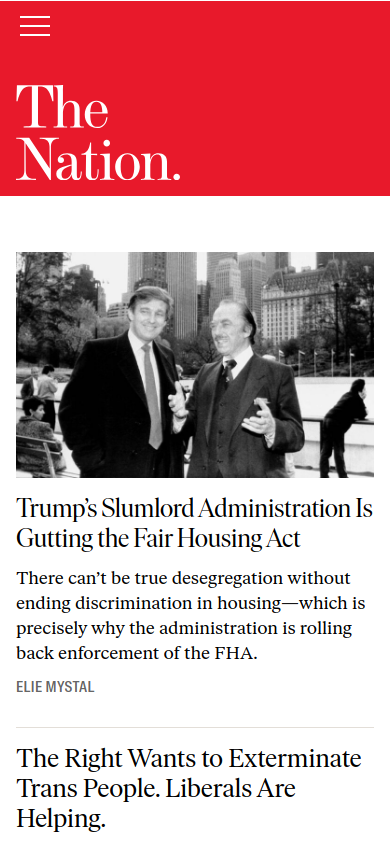 The
Nation.
Trump’s Slumlord Administration Is
Gutting the Fair Housing Act
There can’t be true desegregation without
ending discrimination in housing—which is
precisely why the administration is rolling
back enforcement of the FHA.
ELIE MYSTAL
The Right Wants to Exterminate
Trans People. Liberals Are
Helping.